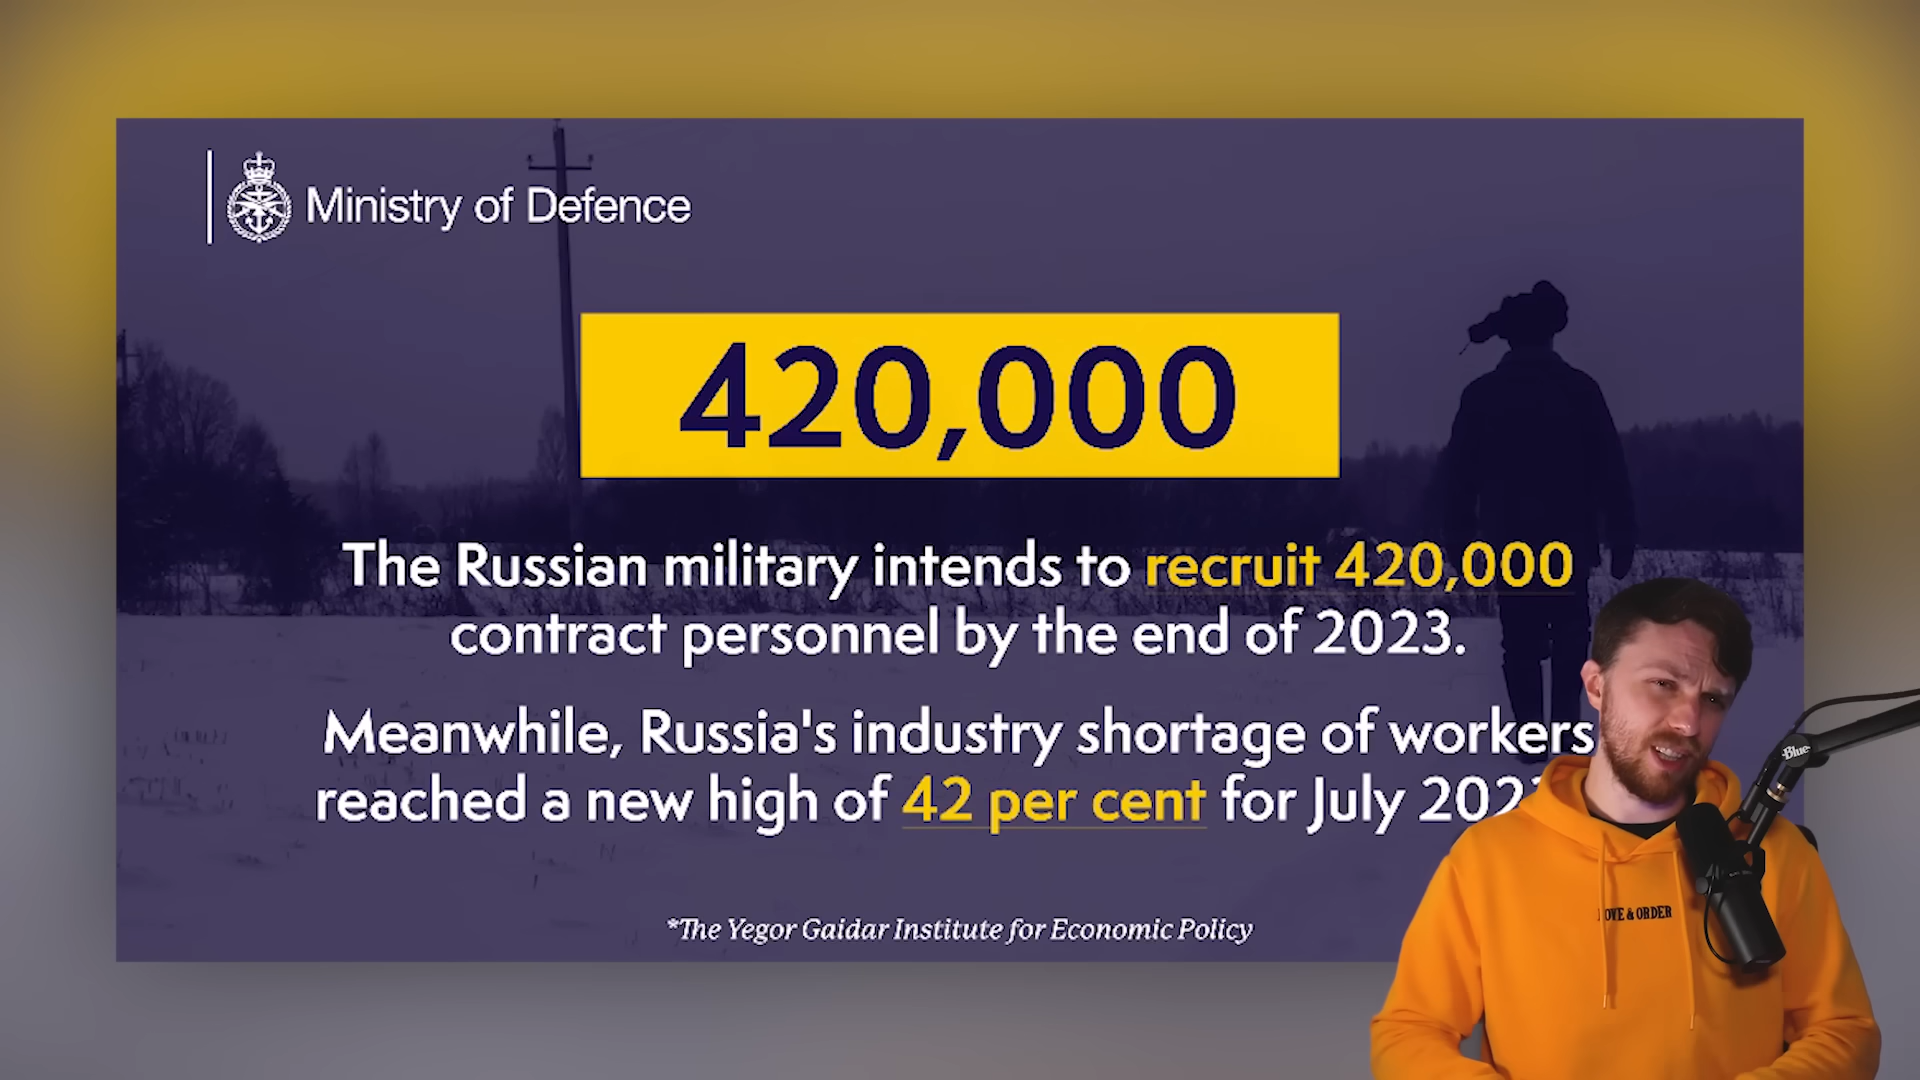 Ministry of Defence
420,000
The Russian military intends to recruit 420,000
contract personnel by the end of 2023.
Meanwhile, Russia's industry shortage of workers
reached a new high of 42 per cent for July
*The Yegor Gaidar Institute for Economic Policy
Blue
& ORDER